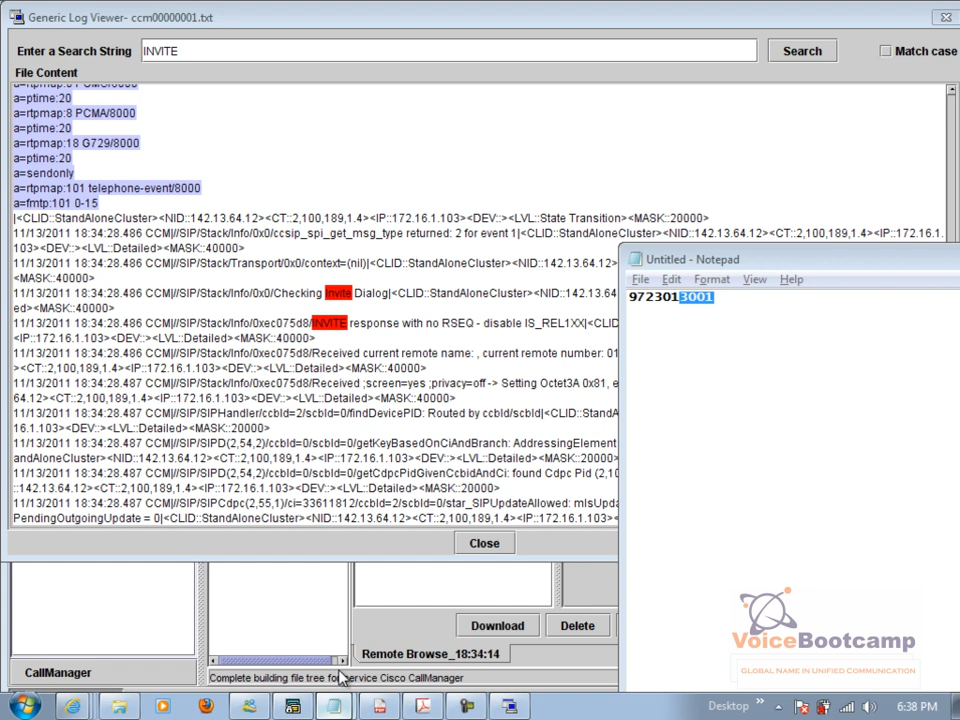 Generic Log Viewer- ccm00000001.txt
Enter a Search String INVITE Search Match case
File Content
a=ptime:20
a=rtpmap:8 PCMA/8000
a=ptime:20
a=rtpmap:18 G729/8000
a=ptime:20
a=sendonly
a=rtpmap:101 telephone-event/8000
a=fmtp:101 0-15
|<CLID::StandAloneCluster><NID::142.13.64.12><CT::2,100,189,1.4><IP::172.16.1.103><DEV::><LVL::State Transition><MASK::20000>
11/13/2011 18:34:28.486 CCM|//SIP/Stack/Info/0x0/ccsip_spi_get_msg_type returned: 2 for event 1|<CLID::StandAloneCluster><NID::142.13.64.12><CT::2,100,189,1.4><IP::172.16.1.
103><DEV::><LVL::Detailed><MASK::40000>
11/13/2011 18:34:28.486 CCM|//SIP/Stack/Transport/0x0/context=(nil)|<CLID::StandAloneCluster><NID::142.13.64.12><CT::2,
<MASK::40000>
11/13/2011 18:34:28.486 CCM|//SIP/Stack/Info/0x0/Checking Invite Dialog|<CLID::StandAloneCluster><NID::142.13.64
ed><MASK::40000>
11/13/2011 18:34:28.486 CCM|//SIP/Stack/Info/0xec075d8/INVITE response with no RSEQ - disable IS_REL1XX|<CLI
<IP::172.16.1.103><DEV::><LVL::Detailed><MASK::40000>
11/13/2011 18:34:28.486 CCM|//SIP/Stack/Info/0xec075d8/Received current remote name: , current remote number: 01
<CT::2,100,189,1.4><IP::172.16.1.103><DEV::><LVL::Detailed><MASK::40000>
11/13/2011 18:34:28.486 CCM|//SIP/Stack/Info/0xec075d8/Received ;screen=yes ;privacy=off -> Setting Octet3A 0x81, e
64.12><CT::2,100,189,1.4><IP::172.16.1.103><DEV::><LVL::Detailed><MASK::40000>
11/13/2011 18:34:28.487 CCM|//SIP/SIPHandler/ccbId=2/scbId=0/findDevicePID: Routed by ccbId/scbId|<CLID::StandA
16.1.103><DEV::><LVL::Detailed><MASK::20000>
11/13/2011 18:34:28.487 CCM|//SIP/SIPD(2,54,2)/ccbId=0/scbId=0/getKeyBasedOnCiAndBranch: AddressingElement
andAloneCluster><NID::142.13.64.12><CT::2,100,189,1.4><IP::172.16.1.103><DEV::><LVL::Detailed><MASK::20000>
11/13/2011 18:34:28.487 CCM|//SIP/SIPD(2,54,2)/ccbId=0/scbId=0/getCdpcPidGivenCcbidAndCi: found Cdpc Pid (2,10
::142.13.64.12><CT::2,100,189,1.4><IP::172.16.1.103><DEV::><LVL::Detailed><MASK::20000>
11/13/2011 18:34:28.487 CCM|//SIP/SIPCdpc(2,55,1)/ci=33611812/ccbId=2/scbId=0/star_SIPUpdateAllowed: mIsUpda
PendingOutgoingUpdate = 0|<CLID::StandAloneCluster><NID::142.13.64.12><CT::2,100,189,1.4><IP::172.16.1.103>
Close
Untitled - Notepad
File Edit Format View Help
9723013001
VoiceBootcamp
GLOBAL NAME IN UNIFIED COMMUNICATION
Download Delete
Remote Browse_18:34:14
CallManager
Complete building file tree for service Cisco CallManager
Desktop 6:38 PM